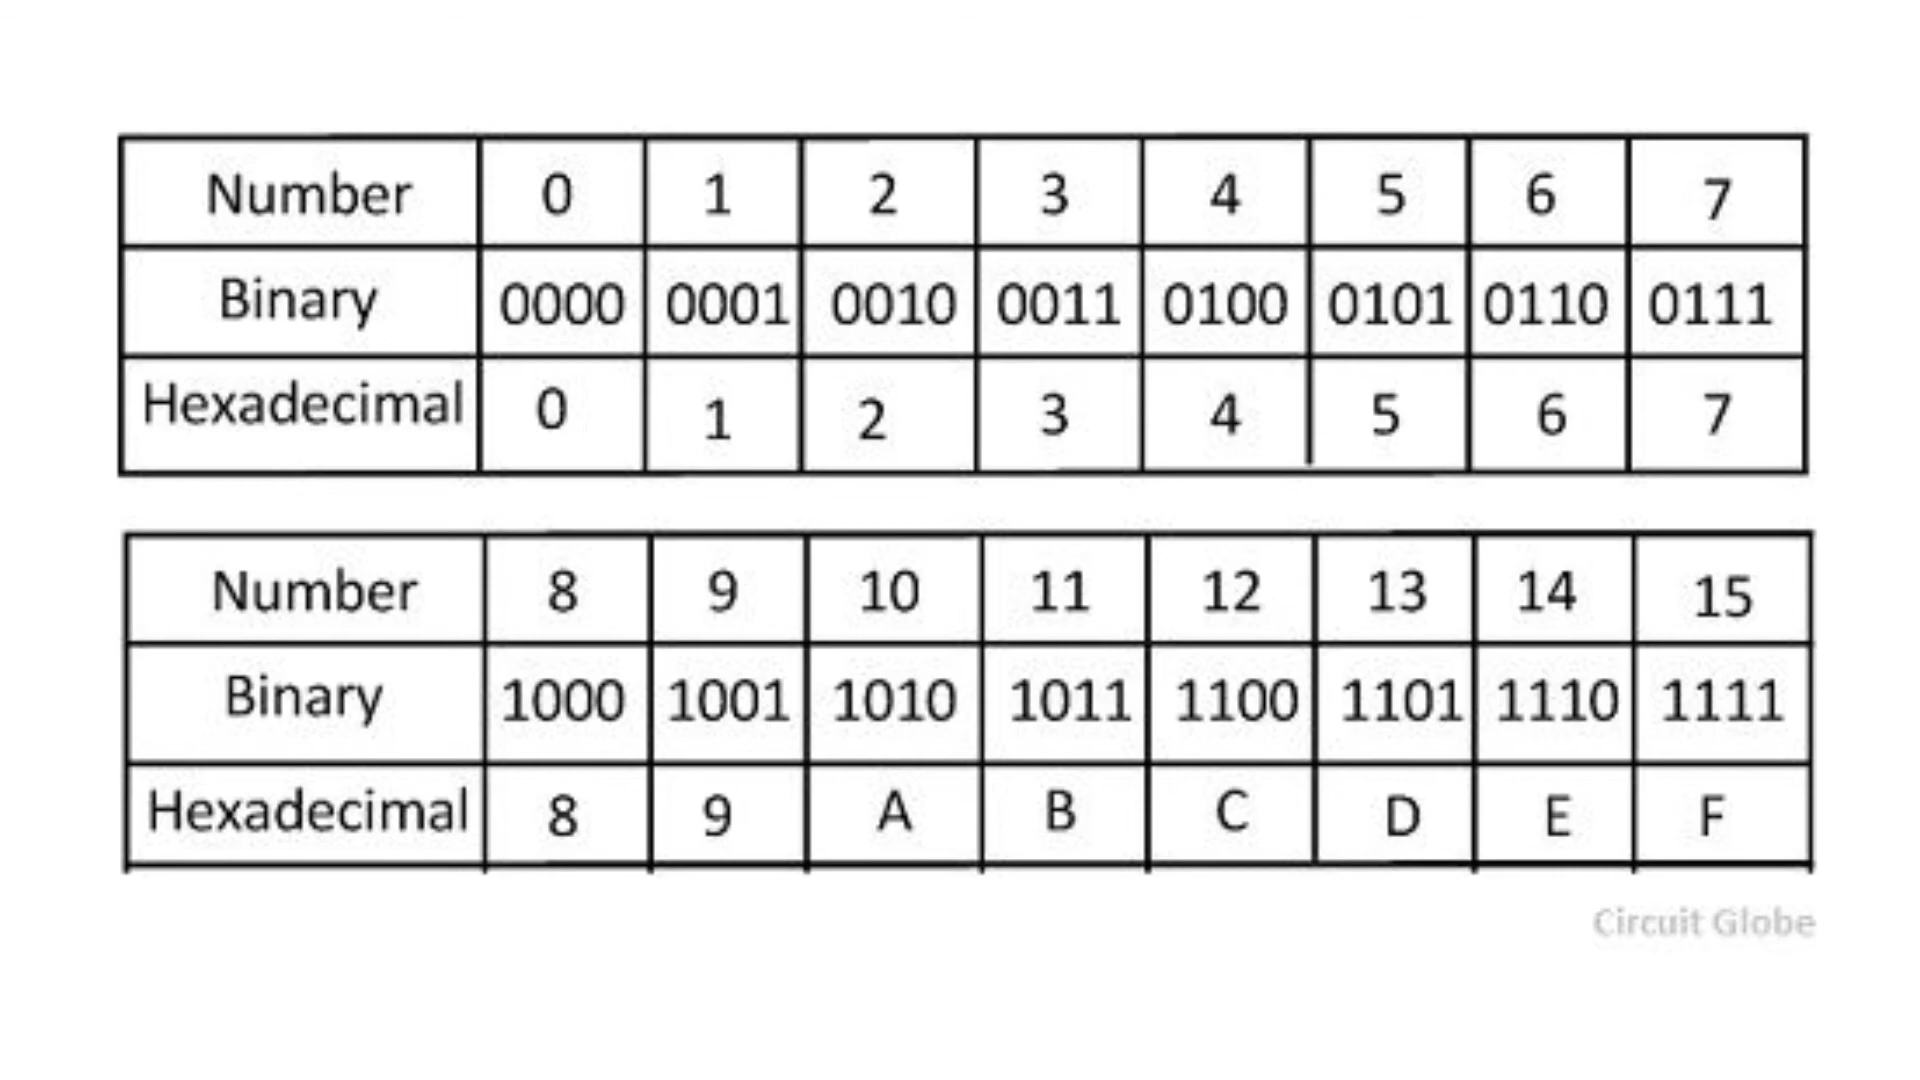 Number 0 1 2 3 4 5 6 7
Binary 0000 0001 0010 0011 0100 0101 0110 0111
Hexadecimal 0 1 2 3 4 5 6 7
Number 8 9 10 11 12 13 14 15
Binary 1000 1001 1010 1011 1100 1101 1110 1111
Hexadecimal 8 9 A B C D E F
Circuit Globe